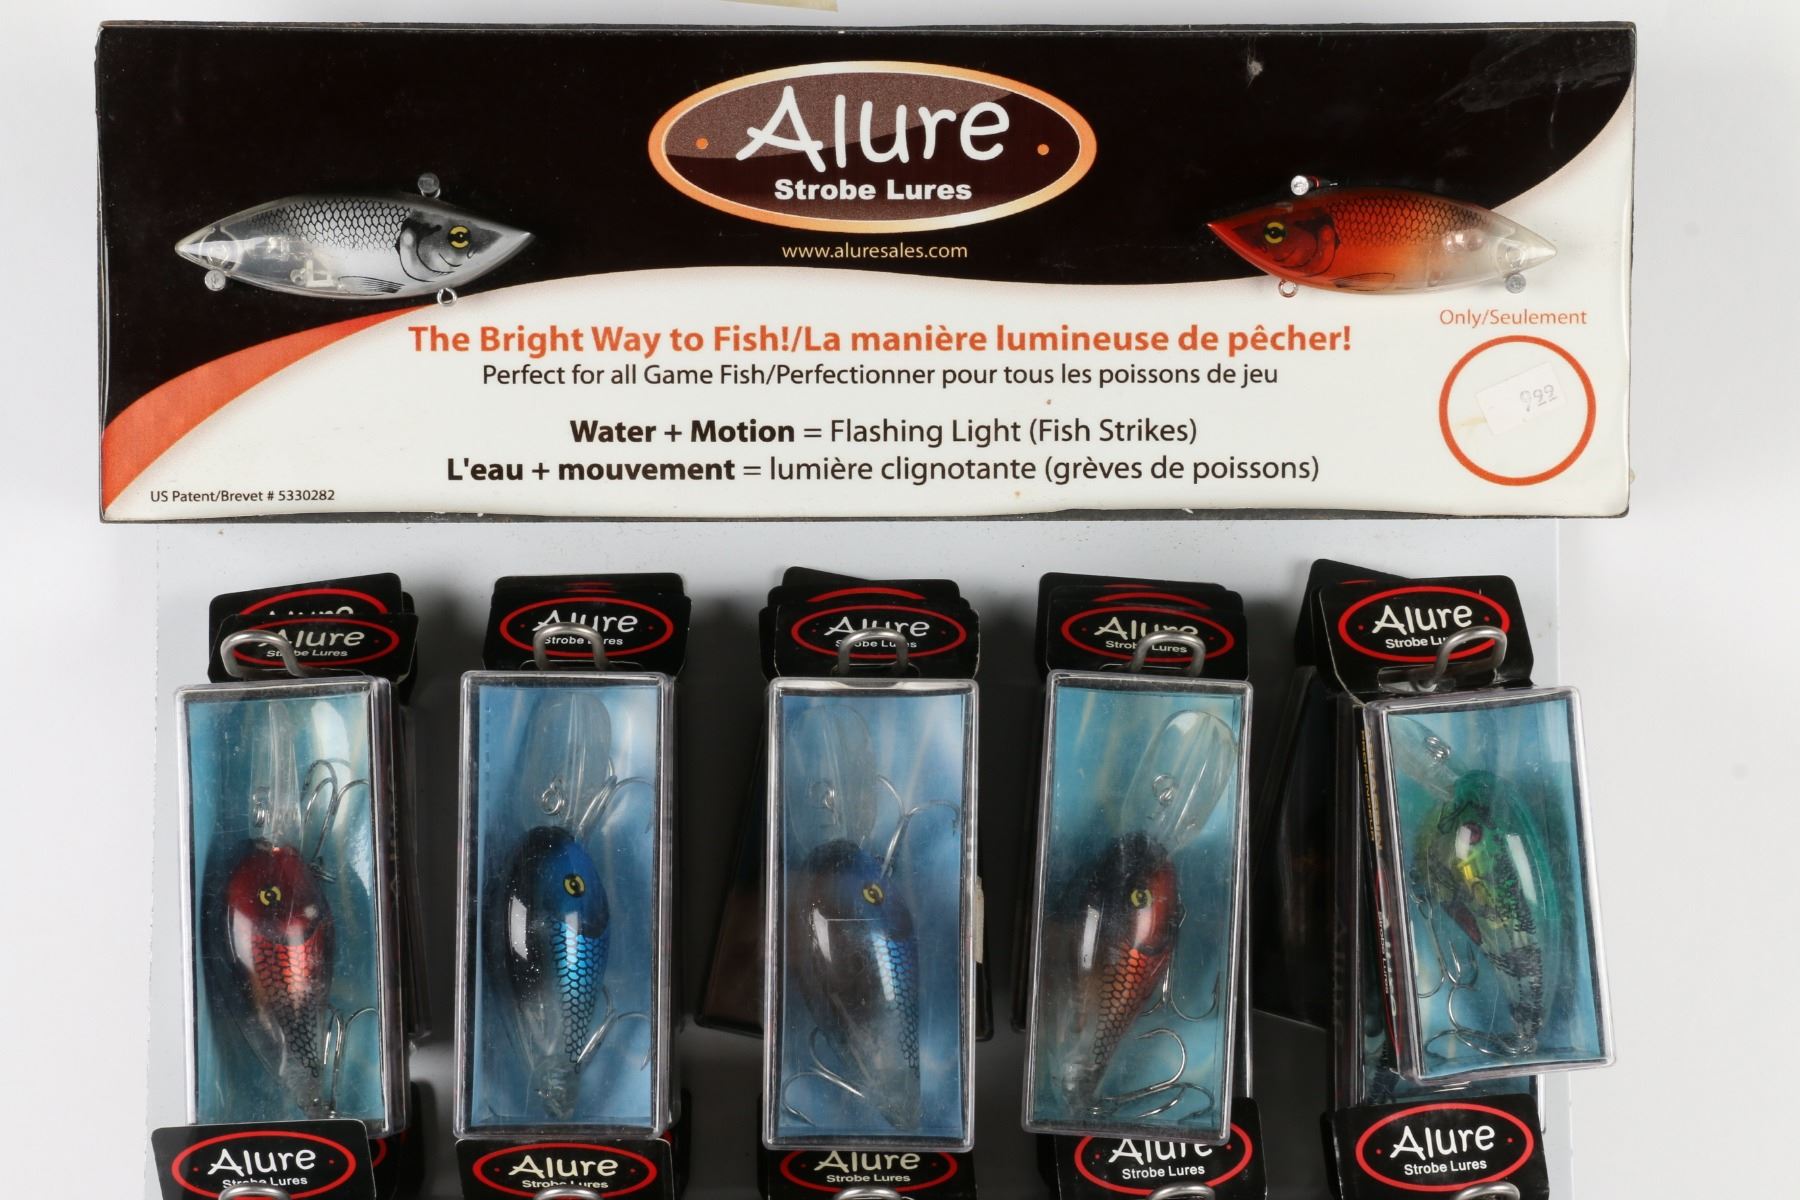 Alure
Strobe Lures
www.aluresales.com
The Bright Way to Fish!/La manière lumineuse de pêcher!
Perfect for all Game Fish/Perfectionner pour tous les poissons de jeu
Water + Motion = Flashing Light (Fish Strikes)
L'eau + mouvement = lumière clignotante (grèves de poissons)
US Patent/Brevet # 5330282
Only/Seulement
9.99
Alure
Alure
Strobe Lures
Alure
Strobe Lures
Alure
Alure
Lures
Alure
Strobe
Alure
Strobe Lures
Alure
Strobe Lures
Alure
Alure
Strobe Lures
Alure
Strobe Lures